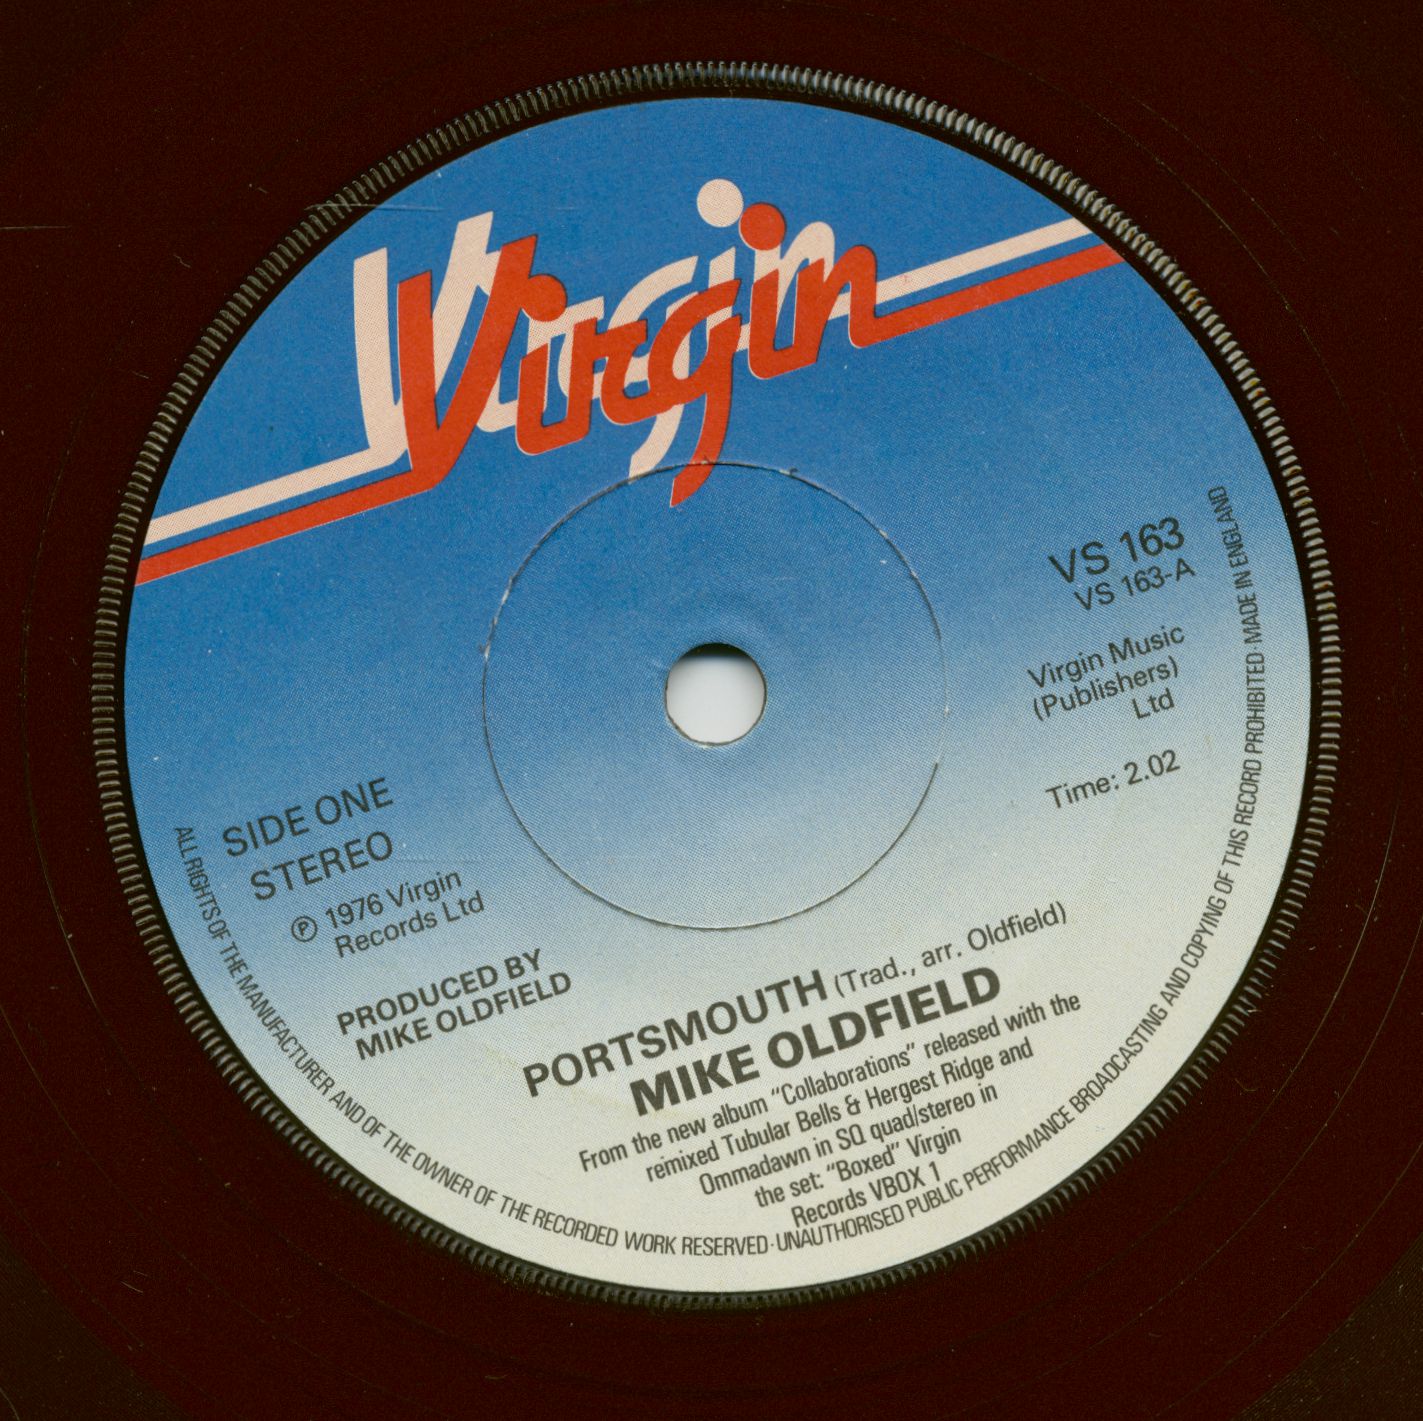 Virgin
VS 163
VS 163-A
Virgin Music
(Publishers)
Ltd
Time: 2.02
SIDE ONE
STEREO
℗ 1976 Virgin
Records Ltd
PRODUCED BY
MIKE OLDFIELD
PORTSMOUTH (Trad., arr. Oldfield)
MIKE OLDFIELD
From the new album "Collaborations" released with the
remixed Tubular Bells & Hergest Ridge and
Ommadawn in SQ quad/stereo in
the set: "Boxed" Virgin
Records VBOX 1
ALL RIGHTS OF THE MANUFACTURER AND OF THE OWNER OF THE RECORDED WORK RESERVED · UNAUTHORISED PUBLIC PERFORMANCE BROADCASTING AND COPYING OF THIS RECORD PROHIBITED · MADE IN ENGLAND